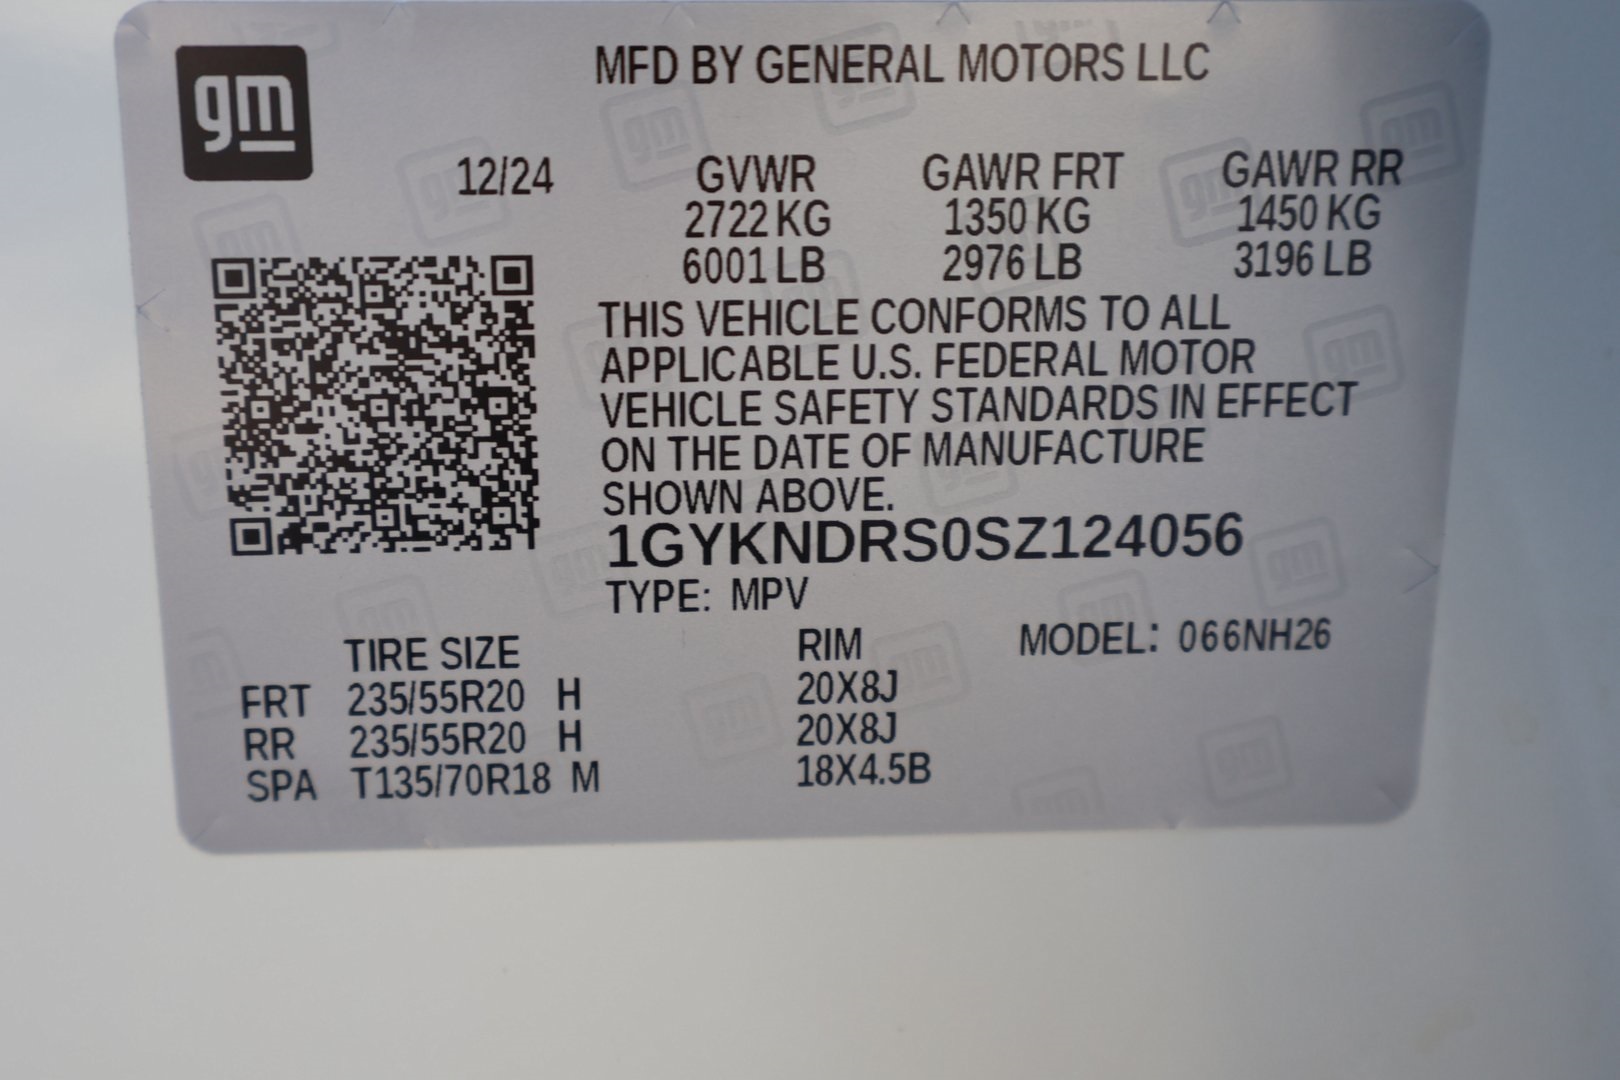 gm
MFD BY GENERAL MOTORS LLC
12/24 GVWR GAWR FRT GAWR RR
2722 KG 1350 KG 1450 KG
6001 LB 2976 LB 3196 LB
THIS VEHICLE CONFORMS TO ALL
APPLICABLE U.S. FEDERAL MOTOR
VEHICLE SAFETY STANDARDS IN EFFECT
ON THE DATE OF MANUFACTURE
SHOWN ABOVE.
1GYKNDRS0SZ124056
TYPE: MPV
TIRE SIZE RIM MODEL: 066NH26
FRT 235/55R20 H 20X8J
RR 235/55R20 H 20X8J
SPA T135/70R18 M 18X4.5B